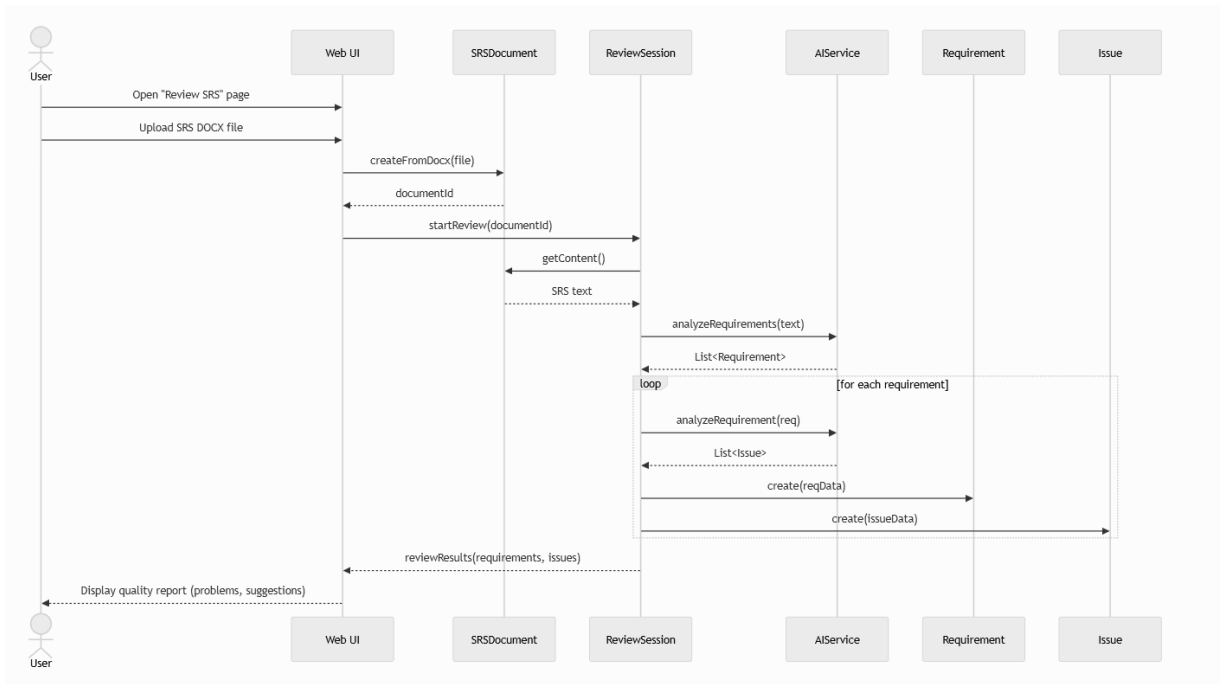 Web UI
SRSDocument
ReviewSession
AIService
Requirement
Issue
User
Open "Review SRS" page
Upload SRS DOCX file
createFromDocx(file)
documentId
startReview(documentId)
getContent()
SRS text
analyzeRequirements(text)
List<Requirement>
loop
[for each requirement]
analyzeRequirement(req)
List<Issue>
create(reqData)
create(issueData)
reviewResults(requirements, issues)
Display quality report (problems, suggestions)
Web UI
SRSDocument
ReviewSession
AIService
Requirement
Issue
User